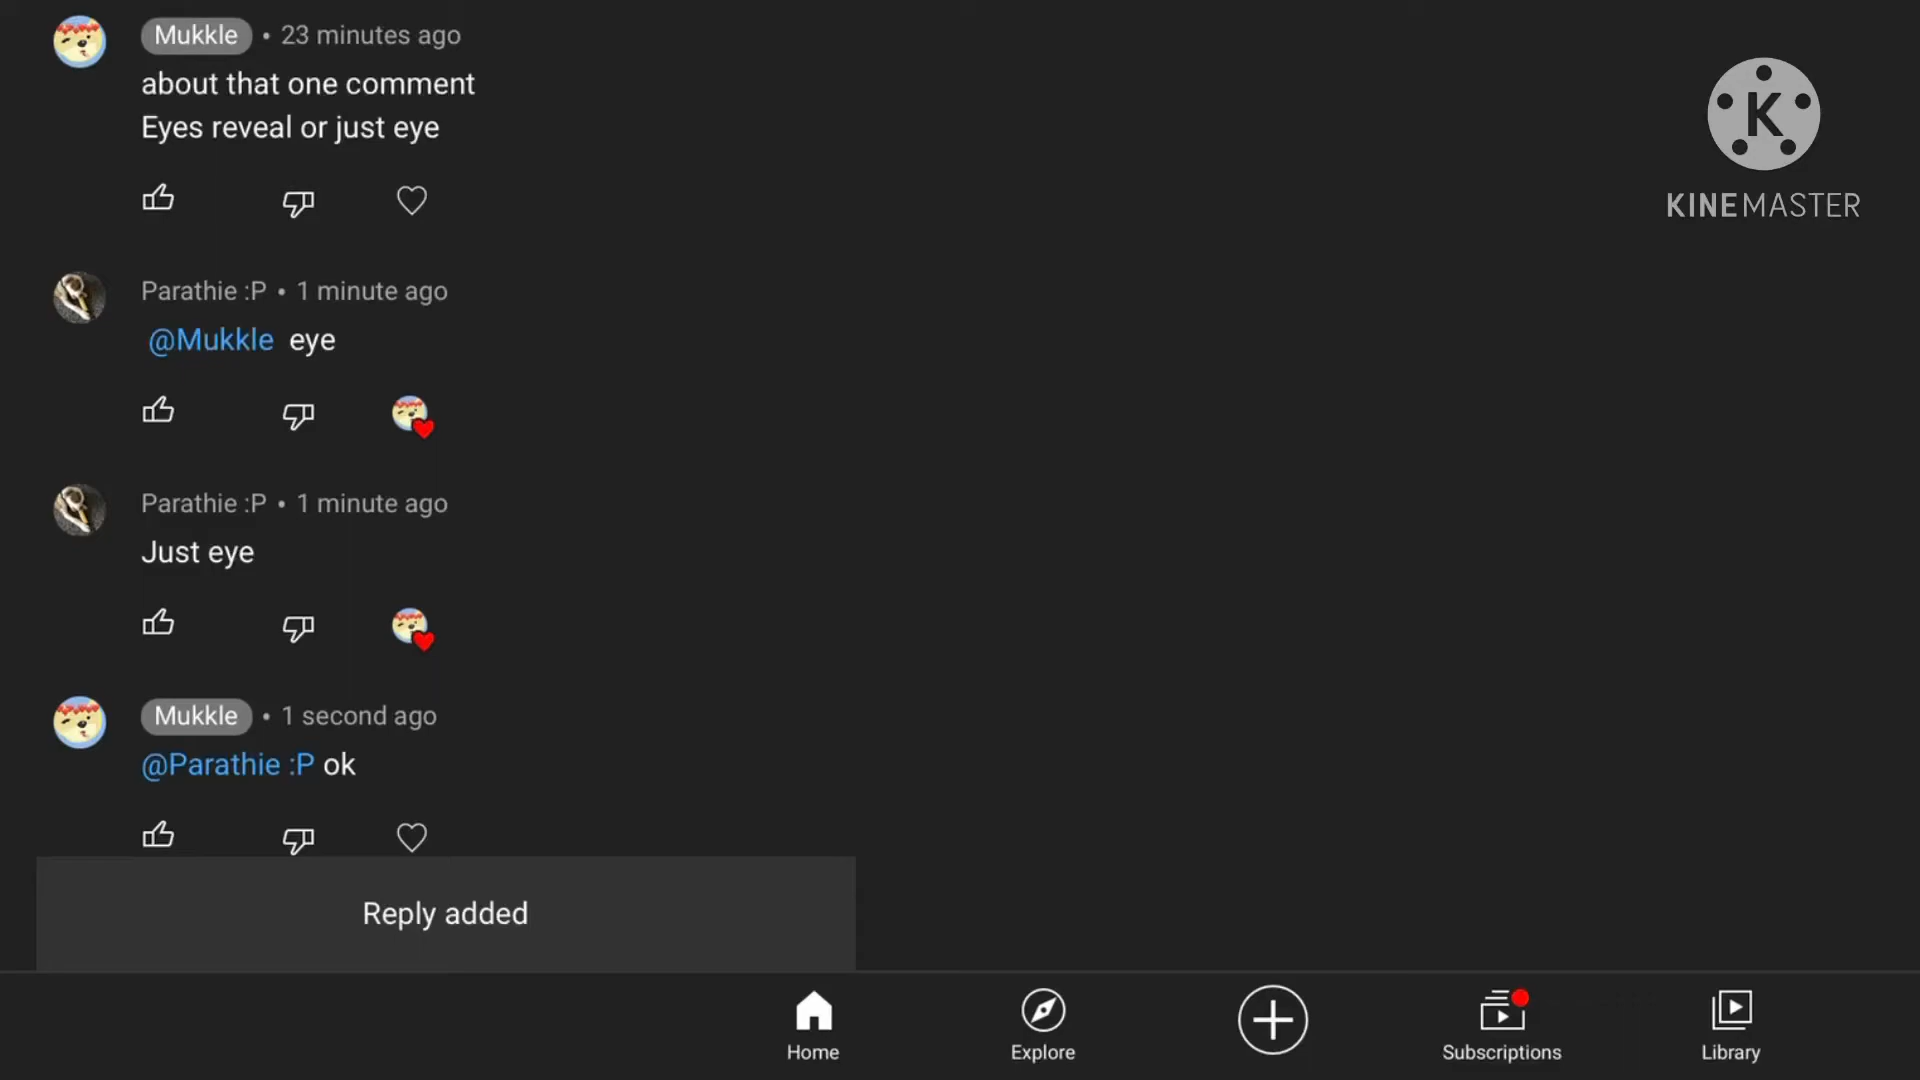 Mukkle • 23 minutes ago
about that one comment
Eyes reveal or just eye
K
KINEMASTER
Parathie :P • 1 minute ago
@Mukkle eye
Parathie :P • 1 minute ago
Just eye
Mukkle • 1 second ago
@Parathie :P ok
Reply added
Home Explore Subscriptions Library